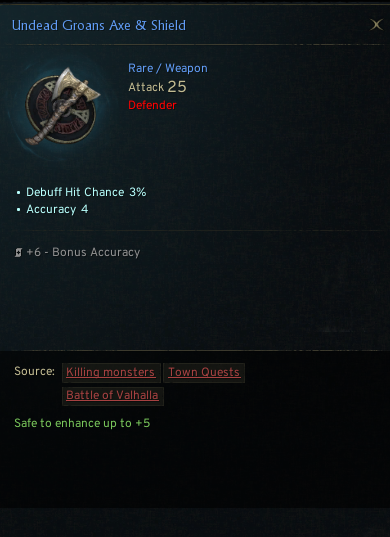 Undead Groans Axe & Shield
Rare / Weapon
Attack 25
Defender
• Debuff Hit Chance 3%
• Accuracy 4
+6 - Bonus Accuracy
Source: Killing monsters Town Quests
Battle of Valhalla
Safe to enhance up to +5